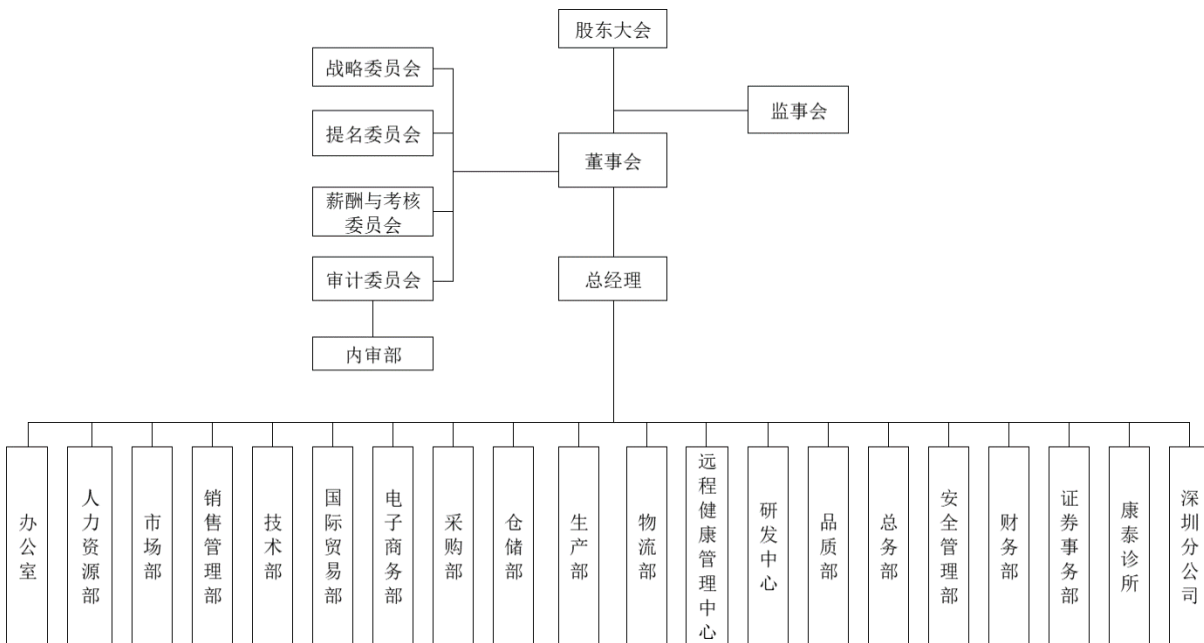 股东大会
战略委员会
监事会
提名委员会
董事会
薪酬与考核
委员会
审计委员会
总经理
内审部
办公室
人力资源部
市场部
销售管理部
技术部
国际贸易部
电子商务部
采购部
仓储部
生产部
物流部
远程健康管理中心
研发中心
品质部
总务部
安全管理部
财务部
证券事务部
康泰诊所
深圳分公司